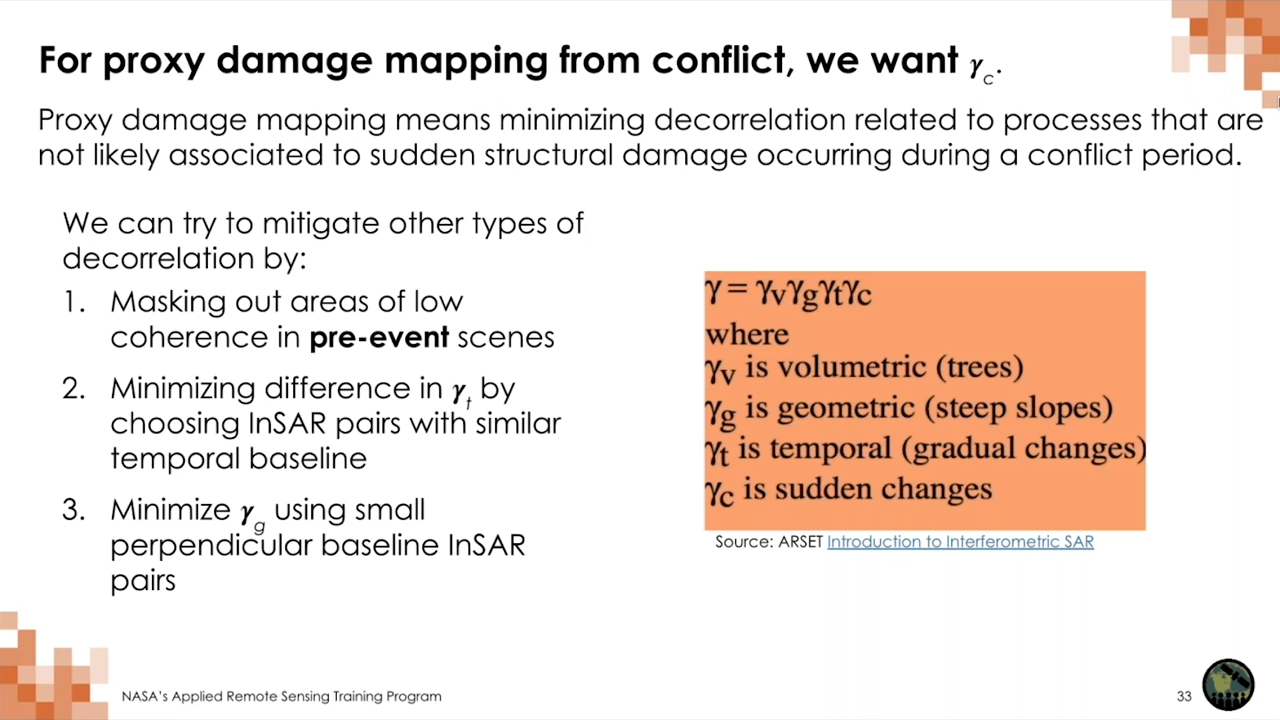 For proxy damage mapping from conflict, we want γc.
Proxy damage mapping means minimizing decorrelation related to processes that are
not likely associated to sudden structural damage occurring during a conflict period.
We can try to mitigate other types of
decorrelation by:
1. Masking out areas of low
coherence in pre-event scenes
2. Minimizing difference in γt by
choosing InSAR pairs with similar
temporal baseline
3. Minimize γg using small
perpendicular baseline InSAR
pairs
γ = γvγgγtγc
where
γv is volumetric (trees)
γg is geometric (steep slopes)
γt is temporal (gradual changes)
γc is sudden changes
Source: ARSET Introduction to Interferometric SAR
NASA's Applied Remote Sensing Training Program
33